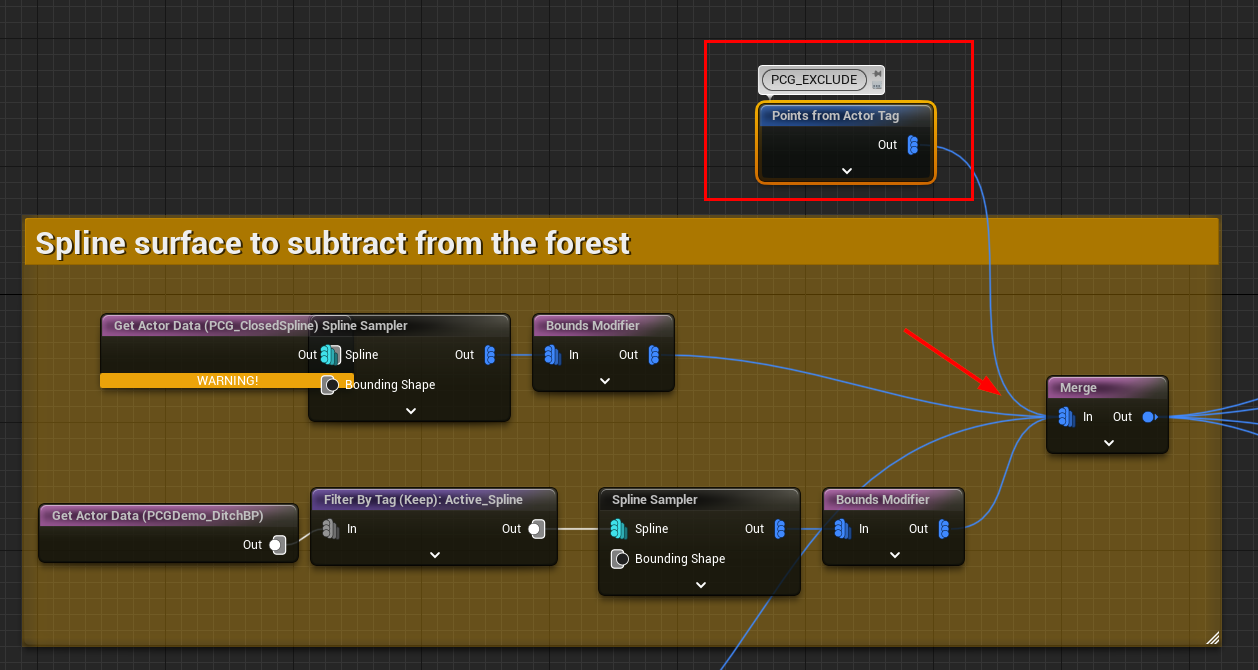 PCG_EXCLUDE
Points from Actor Tag
Out
Spline surface to subtract from the forest
Get Actor Data (PCG_ClosedSpline)
Out
WARNING!
Spline Sampler
Spline
Out
Bounding Shape
Bounds Modifier
In
Out
Merge
In
Out
Get Actor Data (PCGDemo_DitchBP)
Out
Filter By Tag (Keep): Active_Spline
In
Out
Spline Sampler
Spline
Out
Bounding Shape
Bounds Modifier
In
Out